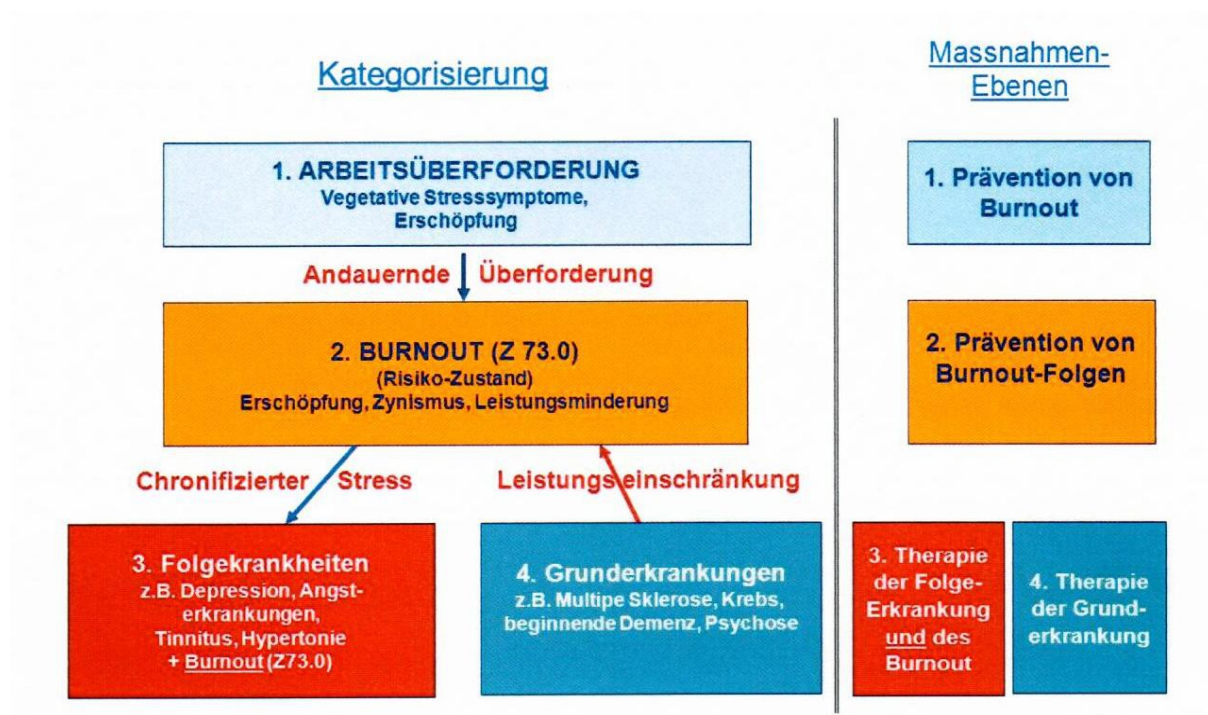 Kategorisierung
1. ARBEITSÜBERFORDERUNG
Vegetative Stresssymptome,
Erschöpfung
Andauernde Überforderung
2. BURNOUT (Z 73.0)
(Risiko-Zustand)
Erschöpfung, Zynismus, Leistungsminderung
Chronifizierter Stress
Leistungseinschränkung
3. Folgekrankheiten
z.B. Depression, Angst-
erkrankungen,
Tinnitus, Hypertonie
+ Burnout (Z73.0)
4. Grunderkrankungen
z.B. Multipe Sklerose, Krebs,
beginnende Demenz, Psychose
Massnahmen-
Ebenen
1. Prävention von
Burnout
2. Prävention von
Burnout-Folgen
3. Therapie
der Folge-
Erkrankung
und des
Burnout
4. Therapie
der Grund-
erkrankung